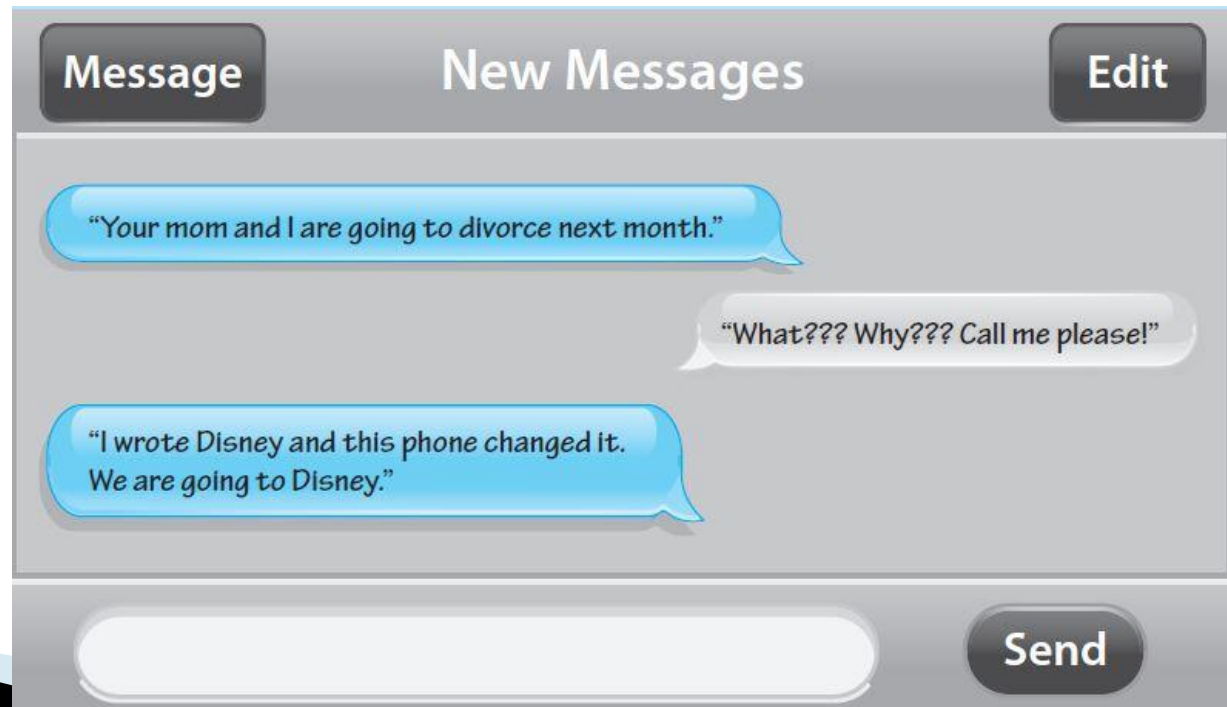 Message
New Messages
Edit
“Your mom and I are going to divorce next month.”
“What??? Why??? Call me please!”
“I wrote Disney and this phone changed it.
We are going to Disney.”
Send